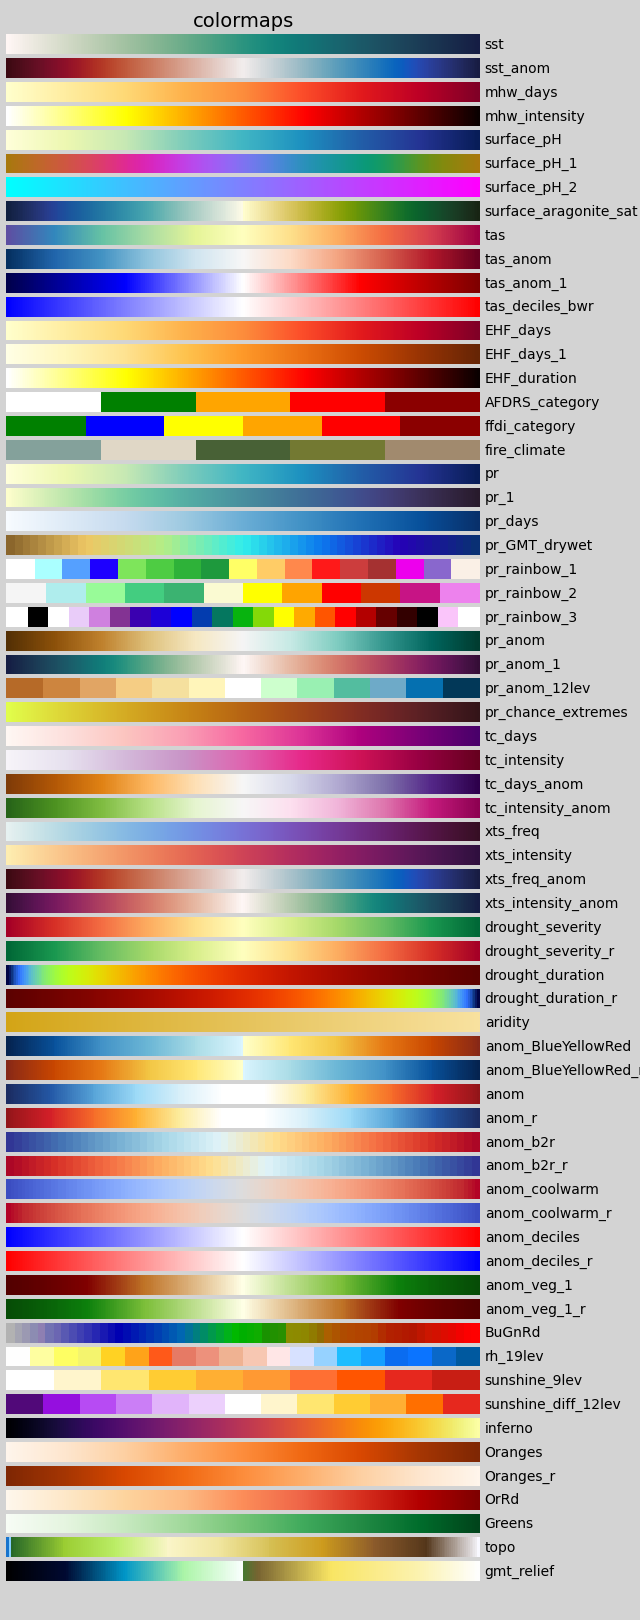 colormaps
sst
sst_anom
mhw_days
mhw_intensity
surface_pH
surface_pH_1
surface_pH_2
surface_aragonite_sat
tas
tas_anom
tas_anom_1
tas_deciles_bwr
EHF_days
EHF_days_1
EHF_duration
AFDRS_category
ffdi_category
fire_climate
pr
pr_1
pr_days
pr_GMT_drywet
pr_rainbow_1
pr_rainbow_2
pr_rainbow_3
pr_anom
pr_anom_1
pr_anom_12lev
pr_chance_extremes
tc_days
tc_intensity
tc_days_anom
tc_intensity_anom
xts_freq
xts_intensity
xts_freq_anom
xts_intensity_anom
drought_severity
drought_severity_r
drought_duration
drought_duration_r
aridity
anom_BlueYellowRed
anom_BlueYellowRed_r
anom
anom_r
anom_b2r
anom_b2r_r
anom_coolwarm
anom_coolwarm_r
anom_deciles
anom_deciles_r
anom_veg_1
anom_veg_1_r
BuGnRd
rh_19lev
sunshine_9lev
sunshine_diff_12lev
inferno
Oranges
Oranges_r
OrRd
Greens
topo
gmt_relief